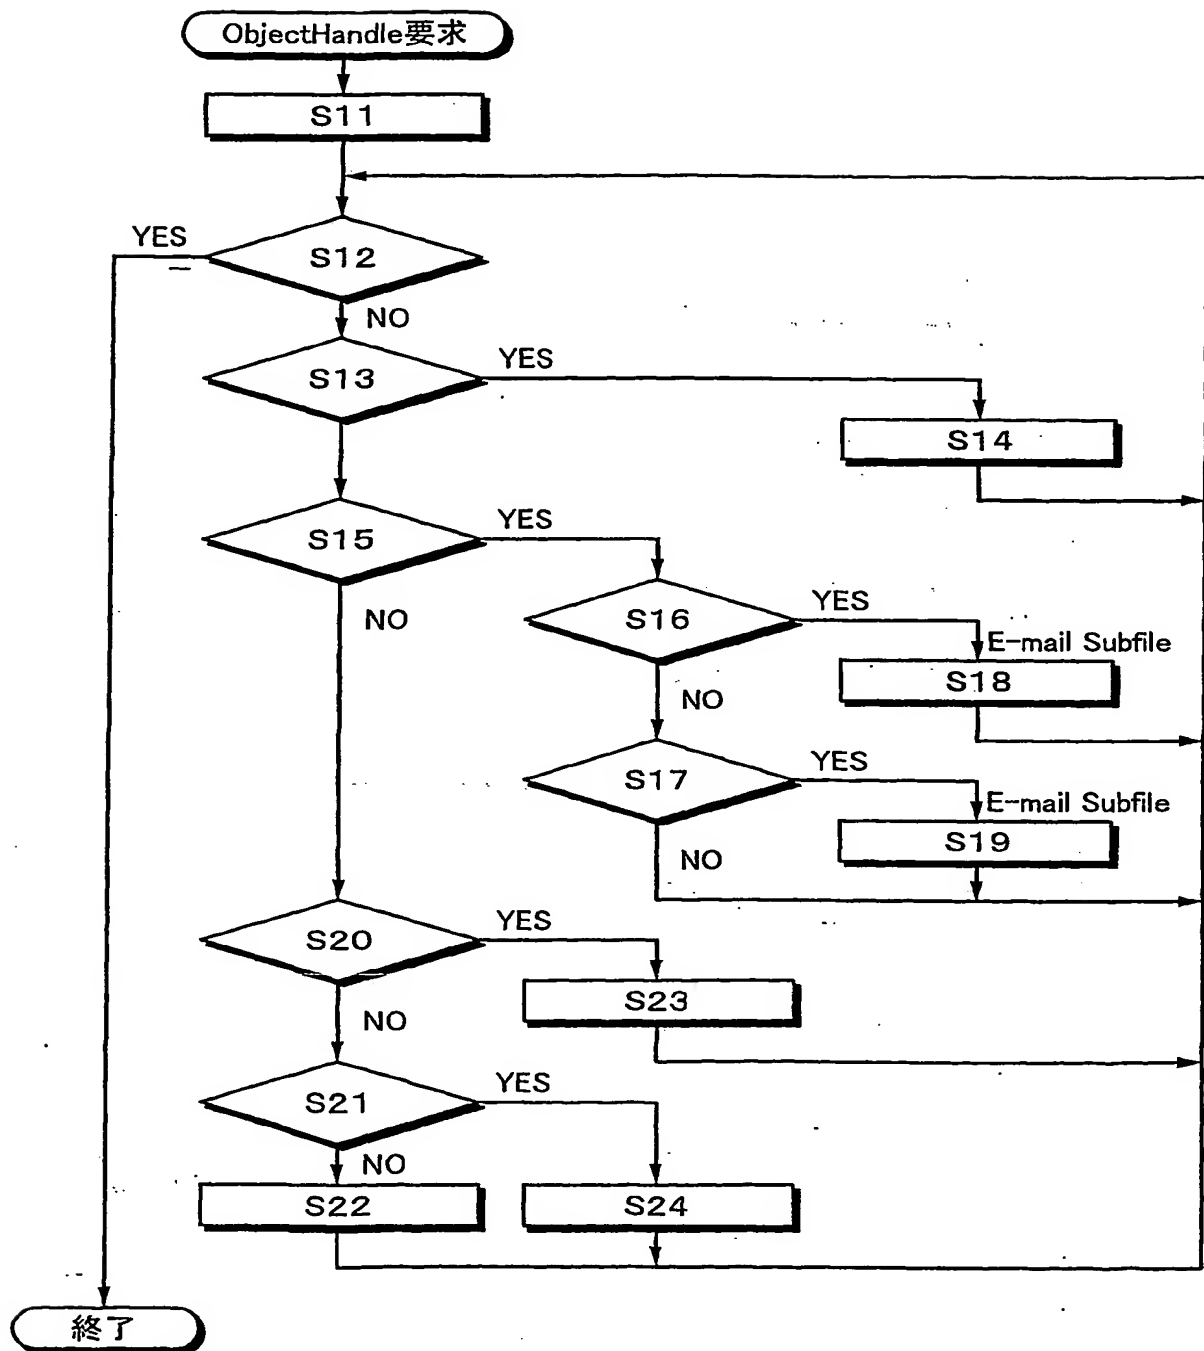 ObjectHandle要求
S11
YES
S12
NO
YES
S13
S14
YES
S15
NO
YES
S16
E-mail Subfile
S18
NO
YES
S17
E-mail Subfile
S19
NO
YES
S20
S23
NO
YES
S21
NO
S22
S24
終了